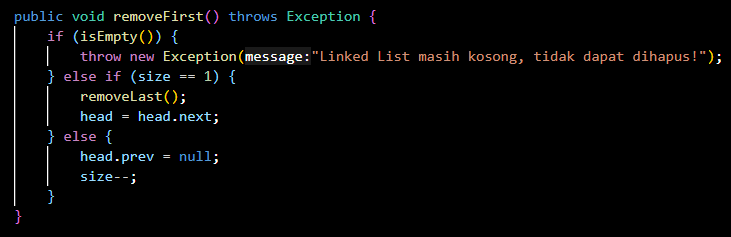 public void removeFirst() throws Exception {
    if (isEmpty()) {
        throw new Exception(message:"Linked List masih kosong, tidak dapat dihapus!");
    } else if (size == 1) {
        removeLast();
        head = head.next;
    } else {
        head.prev = null;
        size--;
    }
}